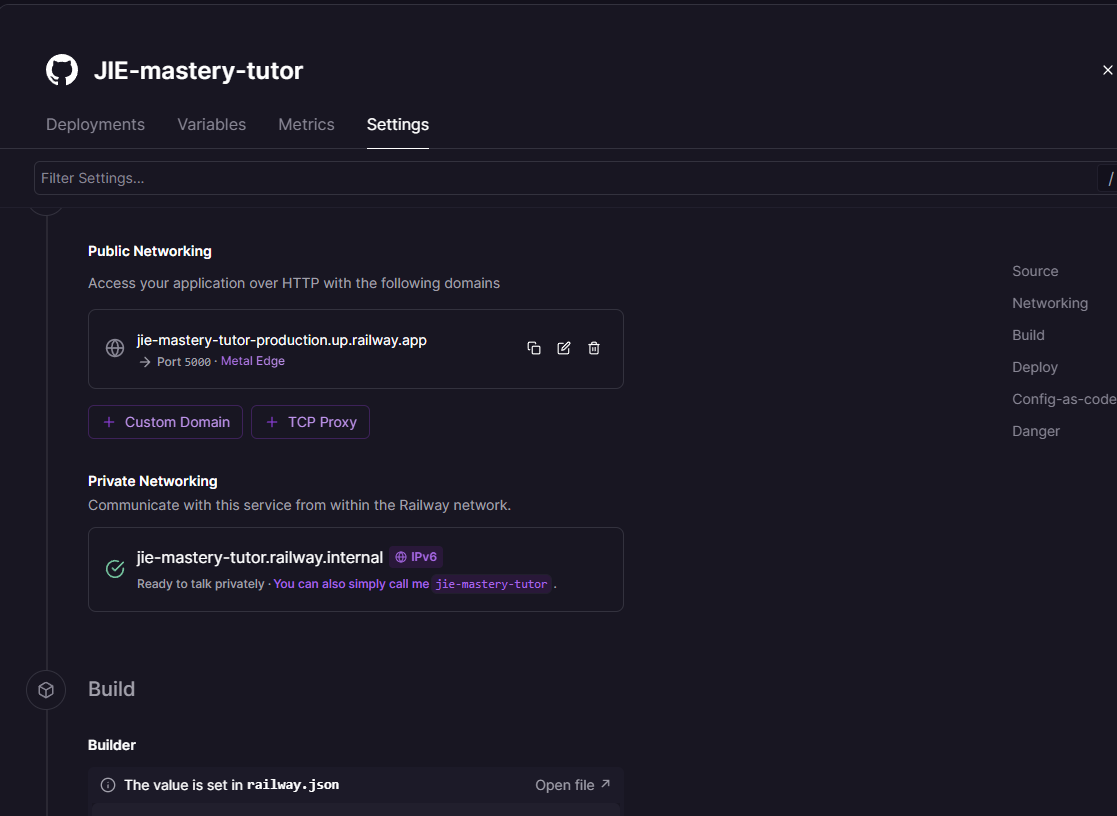 JIE-mastery-tutor
Deployments Variables Metrics Settings
Filter Settings...
/
Public Networking
Access your application over HTTP with the following domains
jie-mastery-tutor-production.up.railway.app
→ Port 5000 · Metal Edge
+ Custom Domain
+ TCP Proxy
Private Networking
Communicate with this service from within the Railway network.
jie-mastery-tutor.railway.internal IPv6
Ready to talk privately · You can also simply call me jie-mastery-tutor .
Build
Builder
The value is set in railway.json
Open file ↗
Source
Networking
Build
Deploy
Config-as-code
Danger